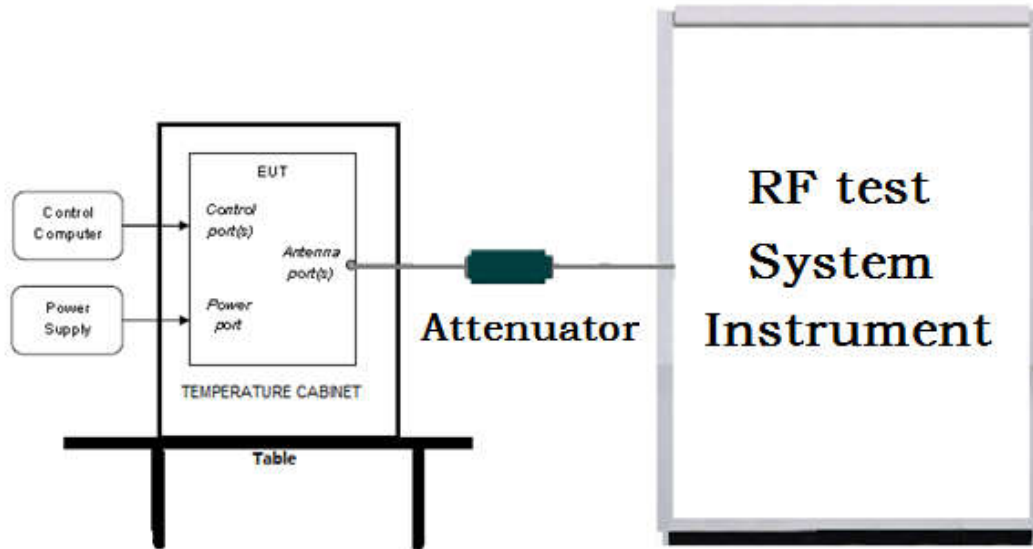 Control
Computer
Power
Supply
EUT
Control
port(s)
Antenna
port(s)
Power
port
TEMPERATURE CABINET
Table
Attenuator
RF test
System
Instrument